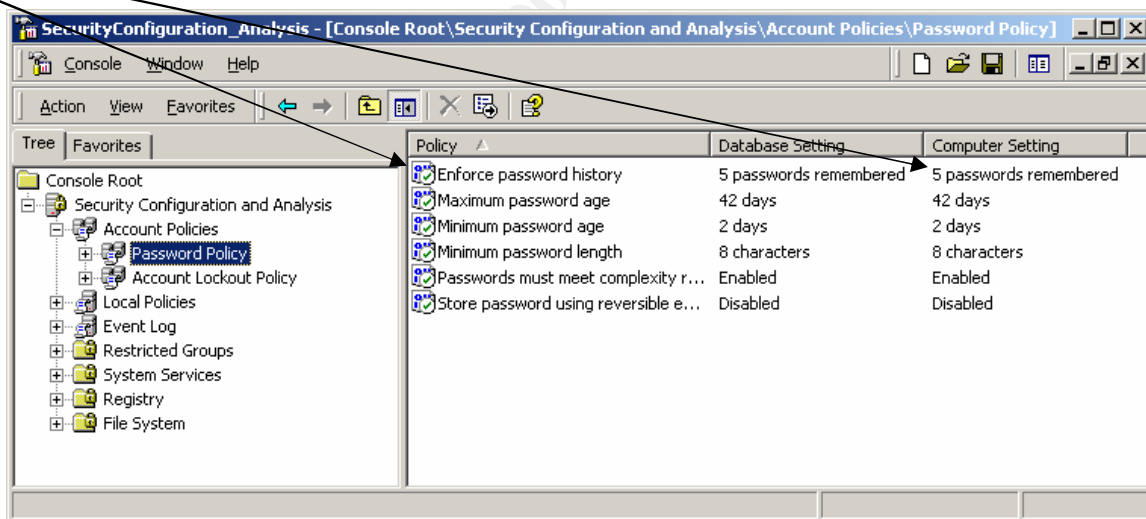 SecurityConfiguration_Analysis - [Console Root\Security Configuration and Analysis\Account Policies\Password Policy]
Console Window Help
Action View Favorites
Tree Favorites
Policy Database Setting Computer Setting
Console Root
Security Configuration and Analysis
Account Policies
Password Policy
Account Lockout Policy
Local Policies
Event Log
Restricted Groups
System Services
Registry
File System
Enforce password history 5 passwords remembered 5 passwords remembered
Maximum password age 42 days 42 days
Minimum password age 2 days 2 days
Minimum password length 8 characters 8 characters
Passwords must meet complexity r... Enabled Enabled
Store password using reversible e... Disabled Disabled